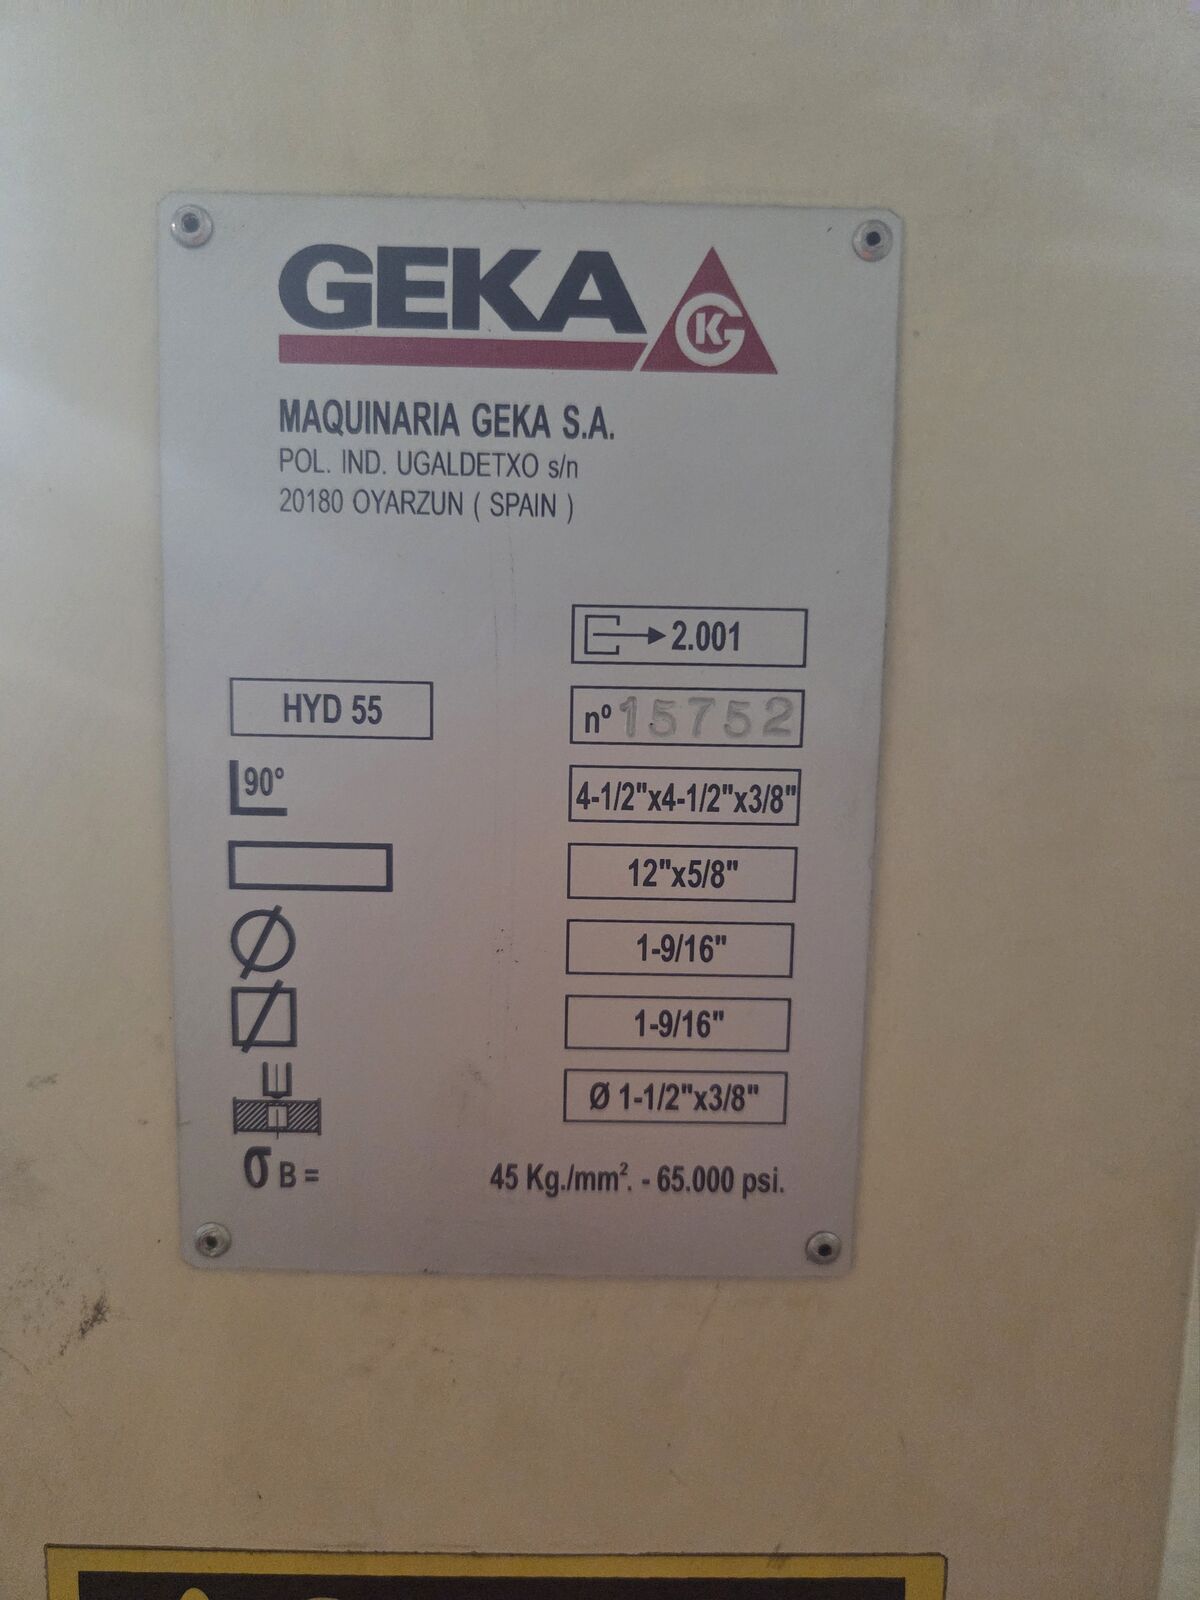 GEKA
GK
MAQUINARIA GEKA S.A.
POL. IND. UGALDETXO s/n
20180 OYARZUN ( SPAIN )
2.001
HYD 55
nº 15752
90°
4-1/2"x4-1/2"x3/8"
12"x5/8"
1-9/16"
1-9/16"
Ø 1-1/2"x3/8"
σ B = 45 Kg./mm². - 65.000 psi.